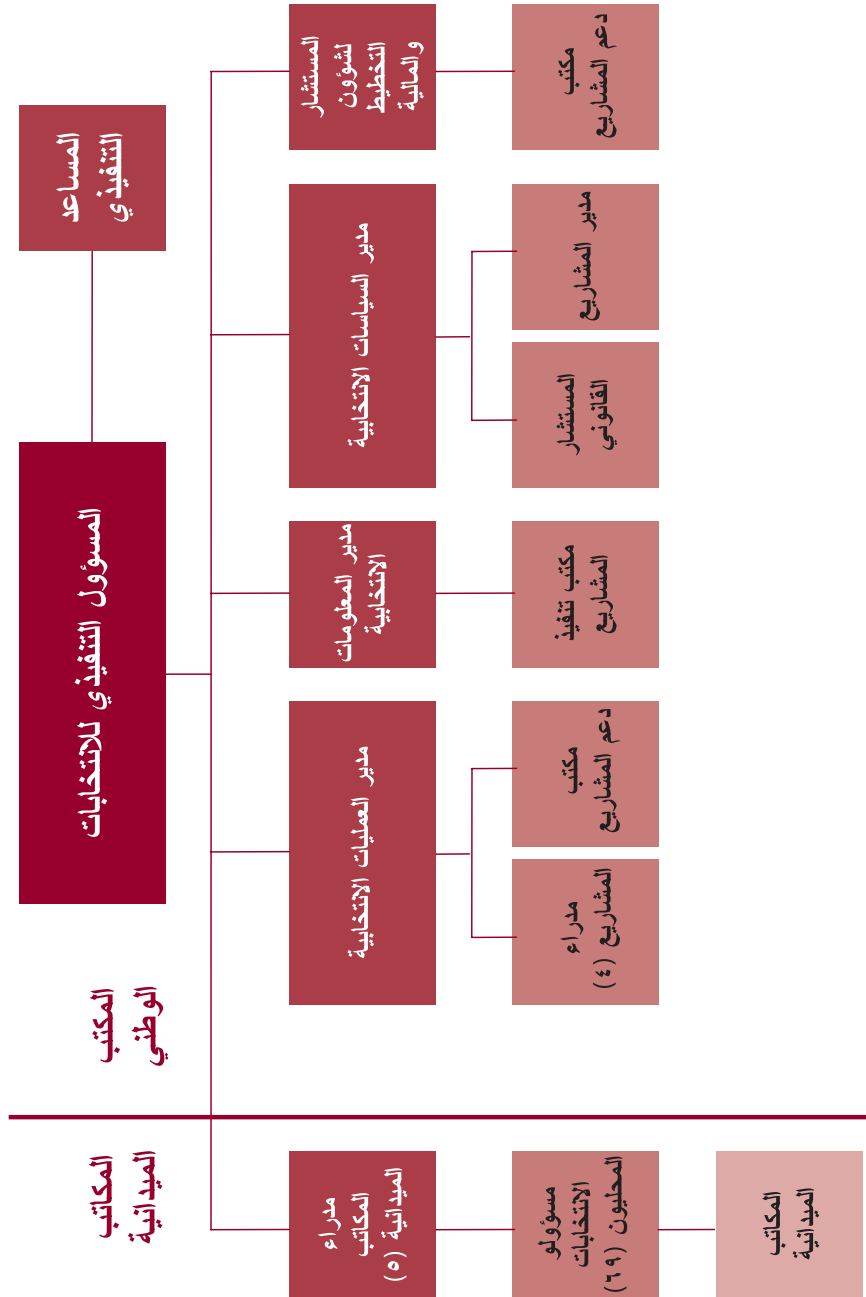 المساعد
التنفيذي
المسؤول التنفيذي للانتخابات
المستشار
لشؤون
التخطيط
والمالية
مدير السياسات الانتخابية
مدير المعلومات
الانتخابية
مدير العمليات الانتخابية
مكتب
دعم المشاريع
مدير
المشاريع
المستشار
القانوني
مكتب تنفيذ
المشاريع
مكتب
دعم المشاريع
مدراء
المشاريع (٤)
المكتب
الوطني
المكاتب
الميدانية
مدراء
المكاتب
الميدانية (٥)
مسؤولو
الانتخابات
المحليون (٦٩)
المكاتب
الميدانية